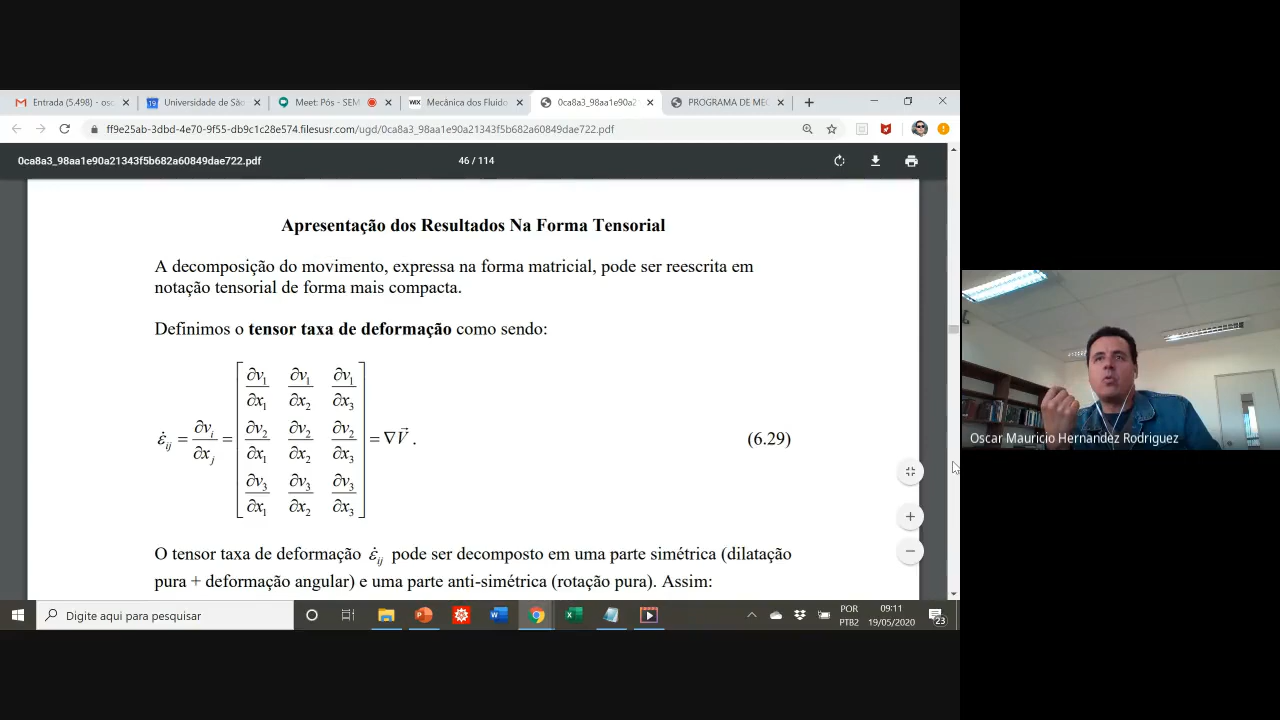 Entrada (5.498) - osc
Universidade de São
Meet: Pós - SEM
WIX Mecânica dos Fluido
0ca8a3_98aa1e90a2
PROGRAMA DE MEC
ff9e25ab-3dbd-4e70-9f55-db9c1c28e574.filesusr.com/ugd/0ca8a3_98aa1e90a21343f5b682a60849dae722.pdf
0ca8a3_98aa1e90a21343f5b682a60849dae722.pdf
46 / 114
Apresentação dos Resultados Na Forma Tensorial
A decomposição do movimento, expressa na forma matricial, pode ser reescrita em
notação tensorial de forma mais compacta.
Definimos o tensor taxa de deformação como sendo:
ε̇ij = ∂vi/∂xj = [∂v1/∂x1 ∂v1/∂x2 ∂v1/∂x3
∂v2/∂x1 ∂v2/∂x2 ∂v2/∂x3
∂v3/∂x1 ∂v3/∂x2 ∂v3/∂x3] = ∇V⃗ . (6.29)
O tensor taxa de deformação ε̇ij pode ser decomposto em uma parte simétrica (dilatação
pura + deformação angular) e uma parte anti-simétrica (rotação pura). Assim:
Oscar Mauricio Hernandez Rodriguez
Digite aqui para pesquisar
POR
PTB2
09:11
19/05/2020
23